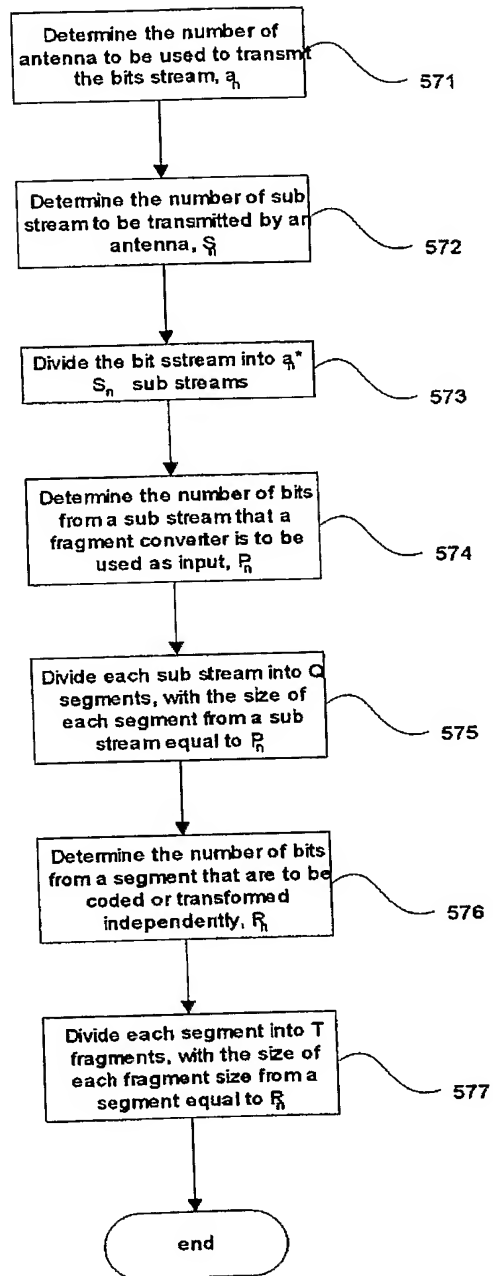 Determine the number of
antenna to be used to transmit
the bits stream, aₙ
571
Determine the number of sub
stream to be transmitted by an
antenna, Sₙ
572
Divide the bit sstream into aₙ*
Sₙ sub streams
573
Determine the number of bits
from a sub stream that a
fragment converter is to be
used as input, Pₙ
574
Divide each sub stream into Q
segments, with the size of
each segment from a sub
stream equal to Pₙ
575
Determine the number of bits
from a segment that are to be
coded or transformed
independently, Rₙ
576
Divide each segment into T
fragments, with the size of
each fragment size from a
segment equal to Rₙ
577
end